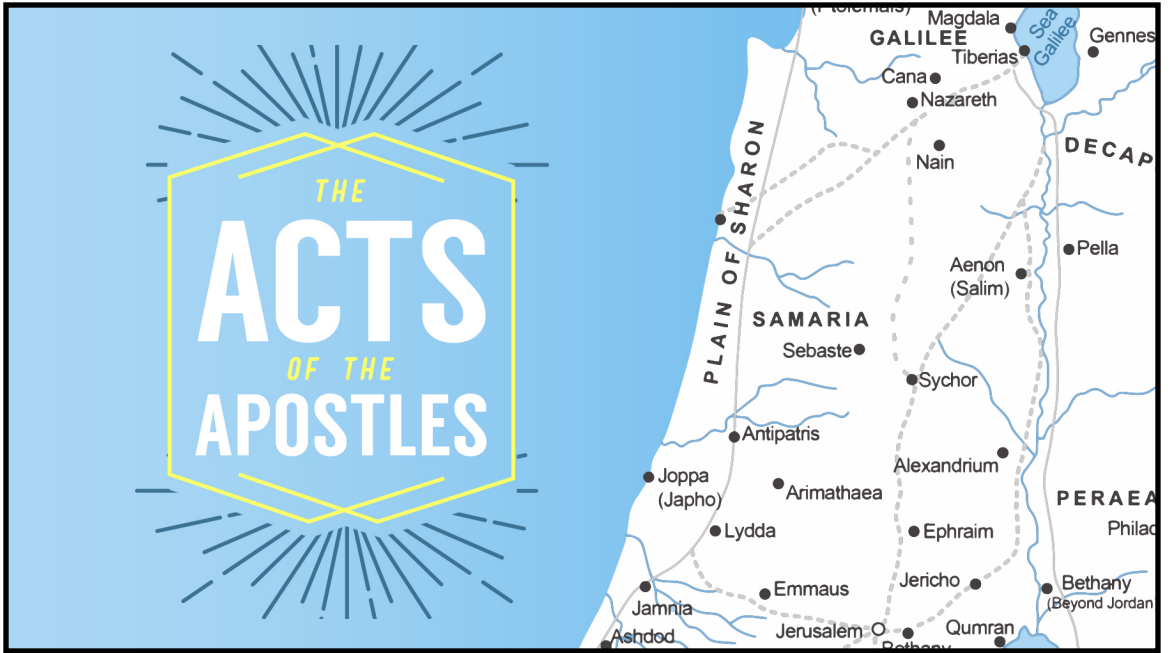 THE
ACTS
OF THE
APOSTLES
(Ptolemais)
Magdala
GALILEE
Sea
Galilee
Gennes
Tiberias
Cana
Nazareth
Nain
DECAP
PLAIN OF SHARON
Pella
Aenon
(Salim)
SAMARIA
Sebaste
Sychor
Antipatris
Alexandrium
Joppa
(Japho)
Arimathaea
PERAEA
Philad
Lydda
Ephraim
Jericho
Bethany
(Beyond Jordan
Emmaus
Jamnia
Jerusalem
Qumran
Ashdod
Bethany